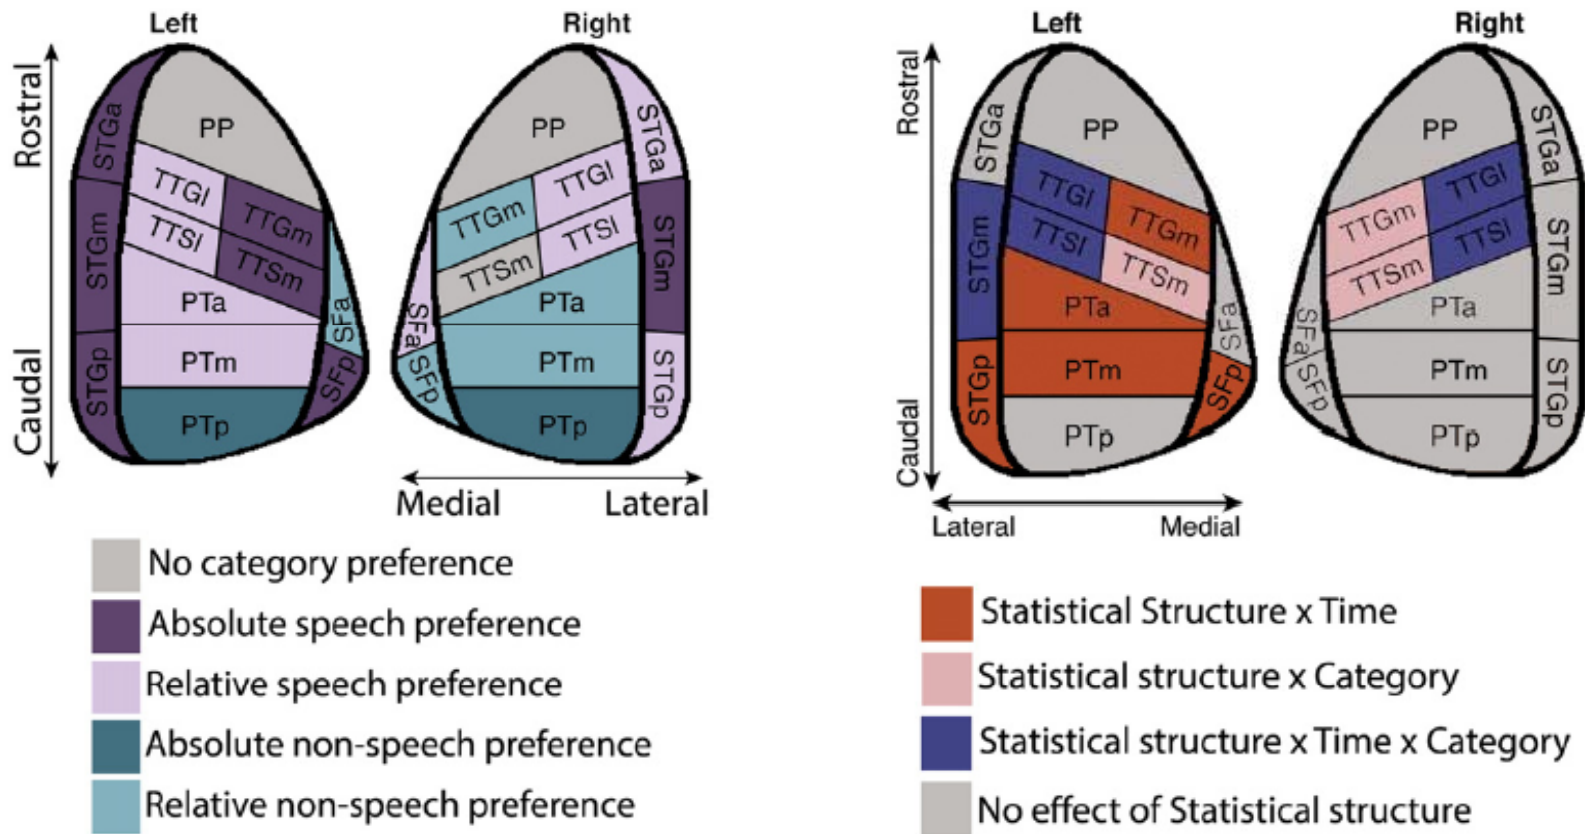 Left
Right
Rostral
Caudal
STGa
STGm
STGp
PP
TTGl
TTGm
TTSl
TTSm
PTa
PTm
PTp
SFa
SFp
PP
TTGm
TTGl
TTSm
TTSl
PTa
PTm
PTp
SFa
SFp
STGa
STGm
STGp
Medial
Lateral
No category preference
Absolute speech preference
Relative speech preference
Absolute non-speech preference
Relative non-speech preference
Left
Right
Rostral
Caudal
STGa
STGm
STGp
PP
TTGl
TTGm
TTSl
TTSm
PTa
PTm
PTp
SFa
SFp
PP
TTGm
TTGl
TTSm
TTSl
PTa
PTm
PTp
SFa
SFp
STGa
STGm
STGp
Lateral
Medial
Statistical Structure x Time
Statistical structure x Category
Statistical structure x Time x Category
No effect of Statistical structure